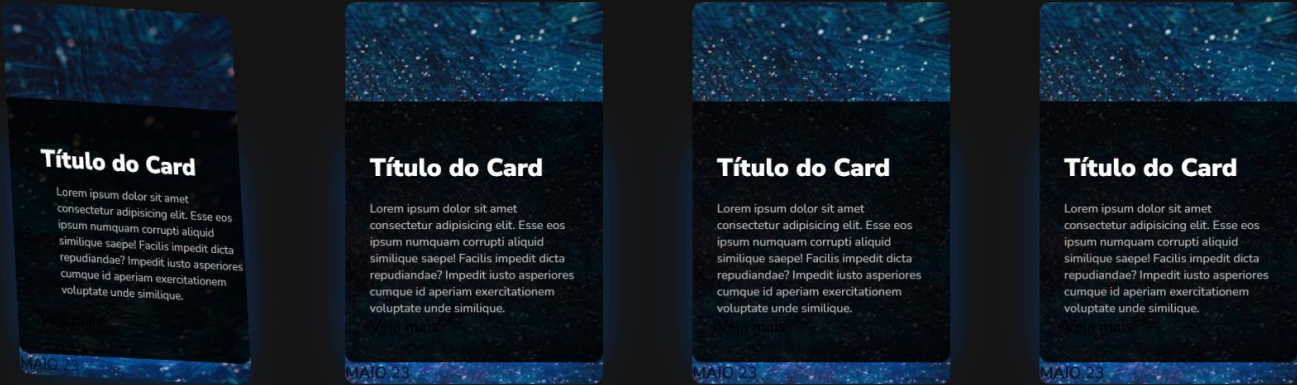 Título do Card
Lorem ipsum dolor sit amet
consectetur adipisicing elit. Esse eos
ipsum numquam corrupti aliquid
similique saepe! Facilis impedit dicta
repudiandae? Impedit iusto asperiores
cumque id aperiam exercitationem
voluptate unde similique.
Veja mais
MAIO 23
Título do Card
Lorem ipsum dolor sit amet
consectetur adipisicing elit. Esse eos
ipsum numquam corrupti aliquid
similique saepe! Facilis impedit dicta
repudiandae? Impedit iusto asperiores
cumque id aperiam exercitationem
voluptate unde similique.
Veja mais
MAIO 23
Título do Card
Lorem ipsum dolor sit amet
consectetur adipisicing elit. Esse eos
ipsum numquam corrupti aliquid
similique saepe! Facilis impedit dicta
repudiandae? Impedit iusto asperiores
cumque id aperiam exercitationem
voluptate unde similique.
Veja mais
MAIO 23
Título do Card
Lorem ipsum dolor sit amet
consectetur adipisicing elit. Esse eos
ipsum numquam corrupti aliquid
similique saepe! Facilis impedit dicta
repudiandae? Impedit iusto asperiores
cumque id aperiam exercitationem
voluptate unde similique.
Veja mais
MAIO 23